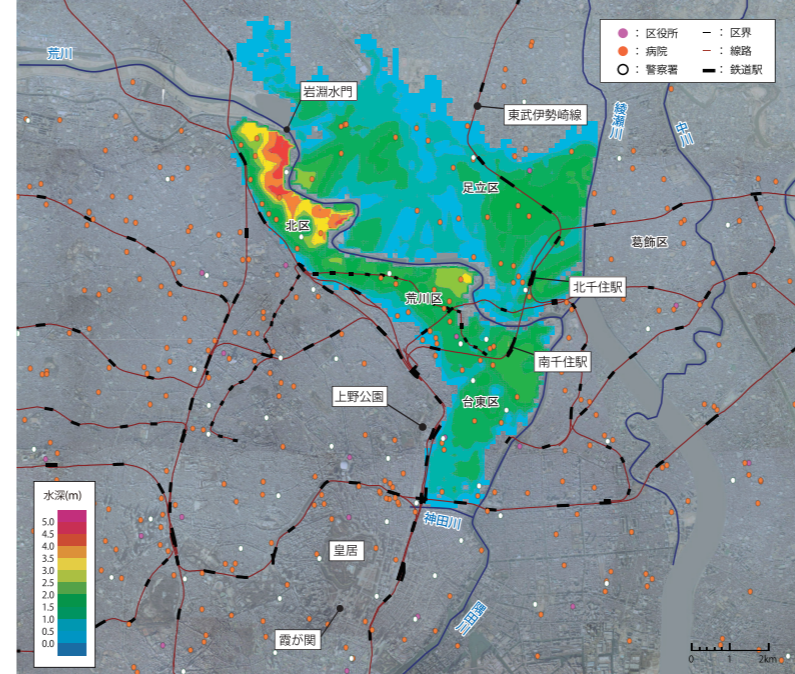 ● : 区役所
● : 病院
○ : 警察署
- : 区界
- : 線路
- : 鉄道駅
荒川
岩淵水門
東武伊勢崎線
綾瀬川
中川
足立区
北区
葛飾区
北千住駅
荒川区
南千住駅
上野公園
台東区
神田川
皇居
隅田川
霞が関
水深(m)
5.0
4.5
4.0
3.5
3.0
2.5
2.0
1.5
1.0
0.5
0.0
0 1 2km